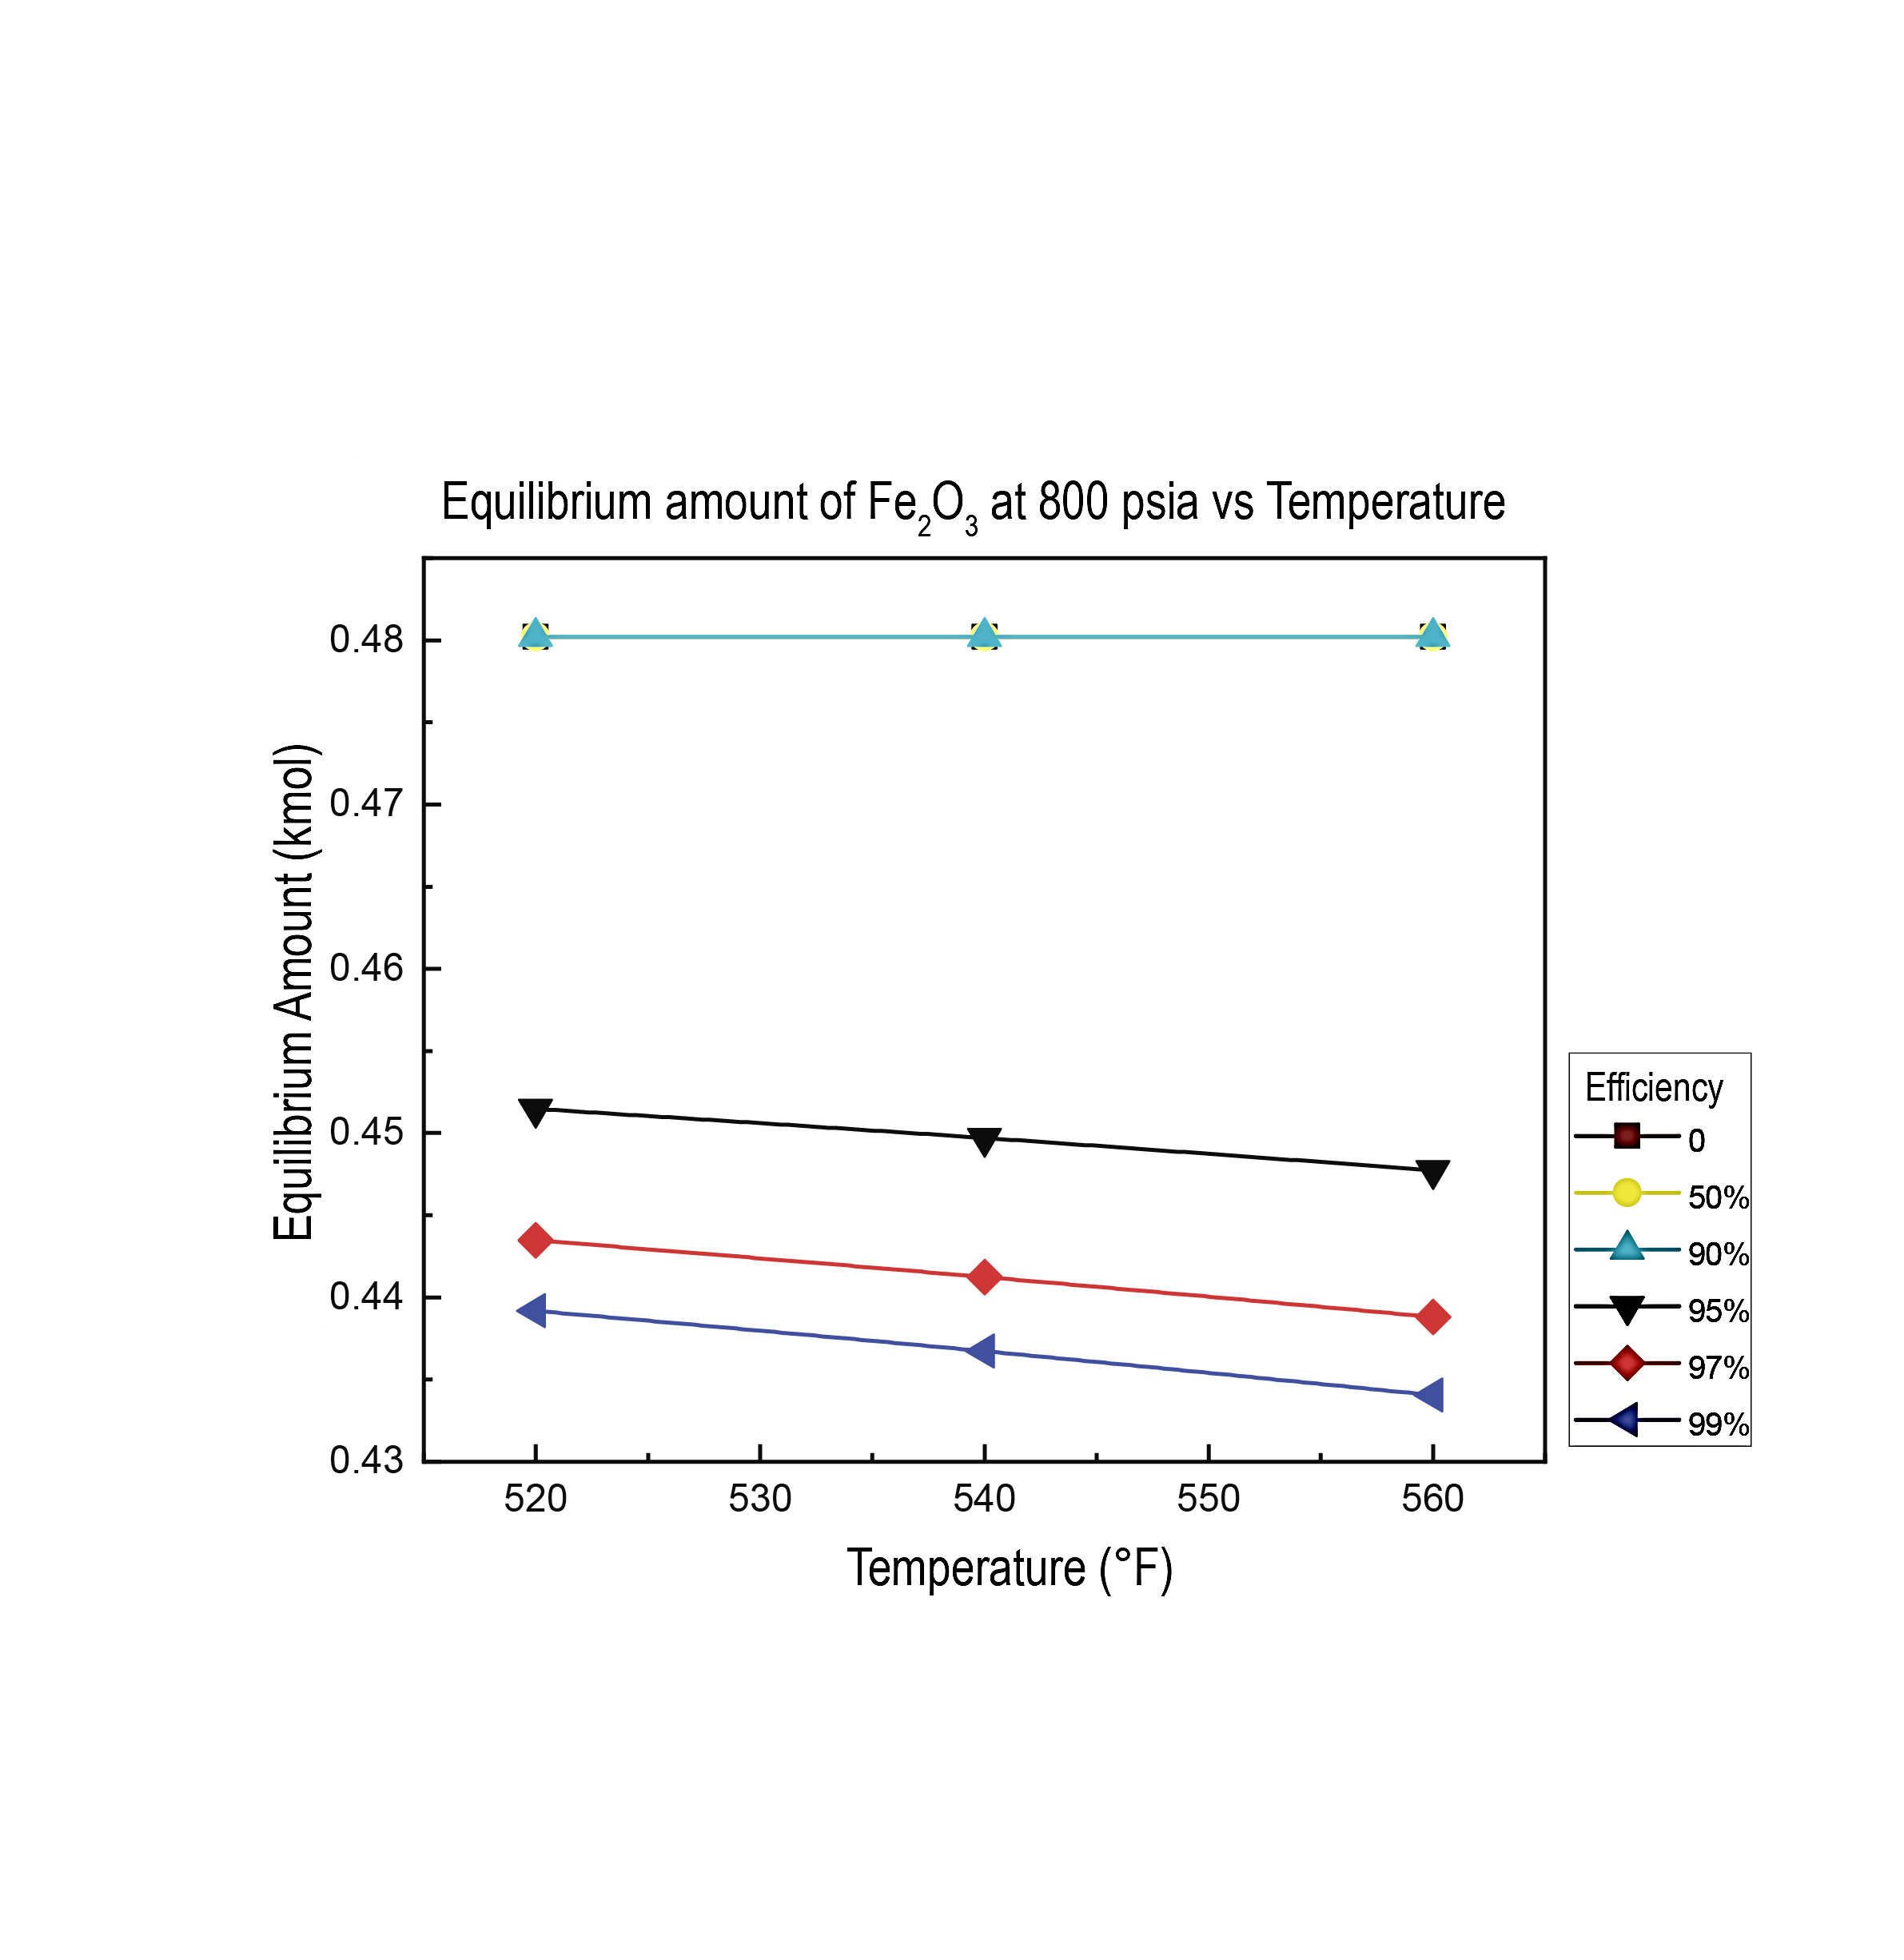 Equilibrium amount of Fe₂O₃ at 800 psia vs Temperature
Equilibrium Amount (kmol)
0.48
0.47
0.46
0.45
0.44
0.43
520 530 540 550 560
Temperature (°F)
Efficiency
0
50%
90%
95%
97%
99%